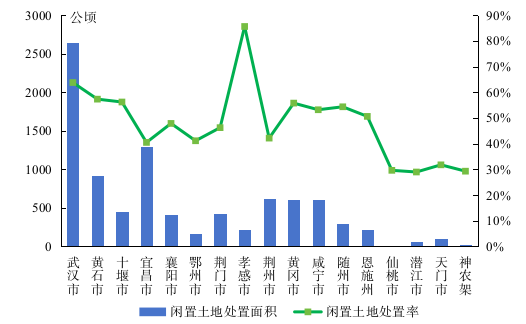 公顷
3000
2500
2000
1500
1000
500
0
90%
80%
70%
60%
50%
40%
30%
20%
10%
0%
武汉市
黄石市
十堰市
宜昌市
襄阳市
鄂州市
荆门市
孝感市
荆州市
黄冈市
咸宁市
随州市
恩施州
仙桃市
潜江市
天门市
神农架
闲置土地处置面积
闲置土地处置率